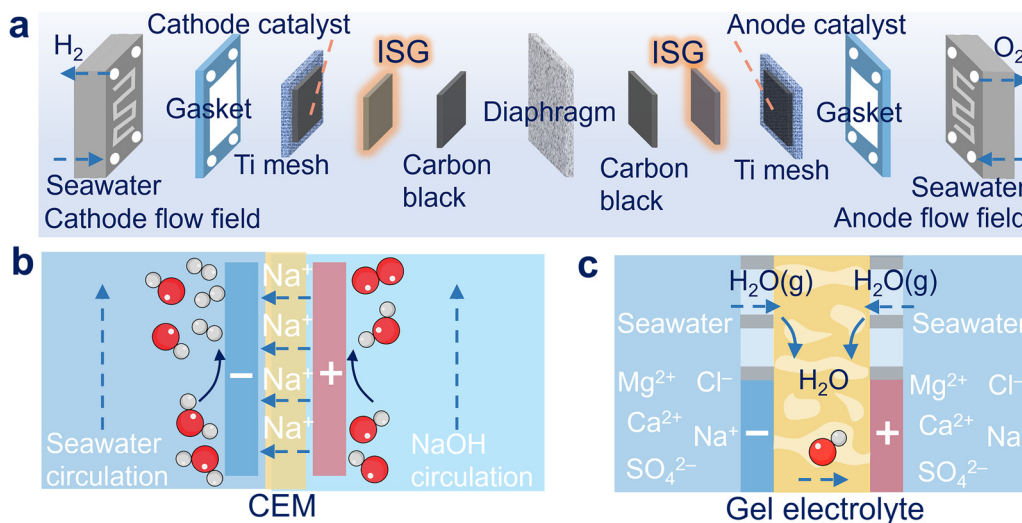 a
H₂
Cathode catalyst
Anode catalyst
O₂
ISG
ISG
Gasket
Diaphragm
Gasket
Ti mesh
Carbon
black
Carbon
black
Ti mesh
Seawater
Seawater
Cathode flow field
Anode flow field
b
Na⁺
Na⁺
Na⁺
Na⁺
−
+
Seawater
circulation
NaOH
circulation
CEM
c
H₂O(g)
H₂O(g)
Seawater
Seawater
H₂O
Mg²⁺
Cl⁻
Mg²⁺
Cl⁻
Ca²⁺
Ca²⁺
Na⁺
−
+
Na
SO₄²⁻
SO₄²⁻
Gel electrolyte